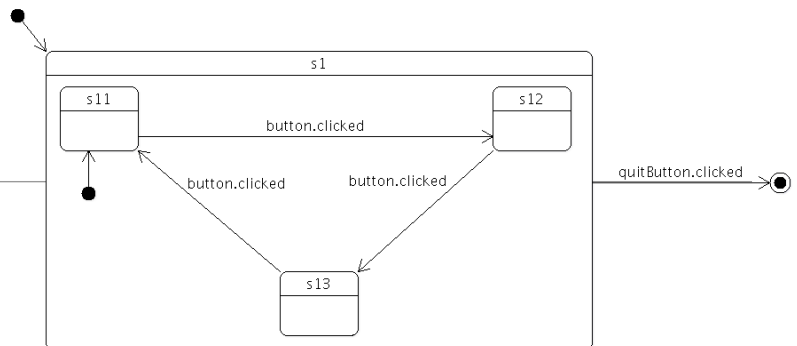 s1
s11
s12
button.clicked
quitButton.clicked
button.clicked
button.clicked
s13